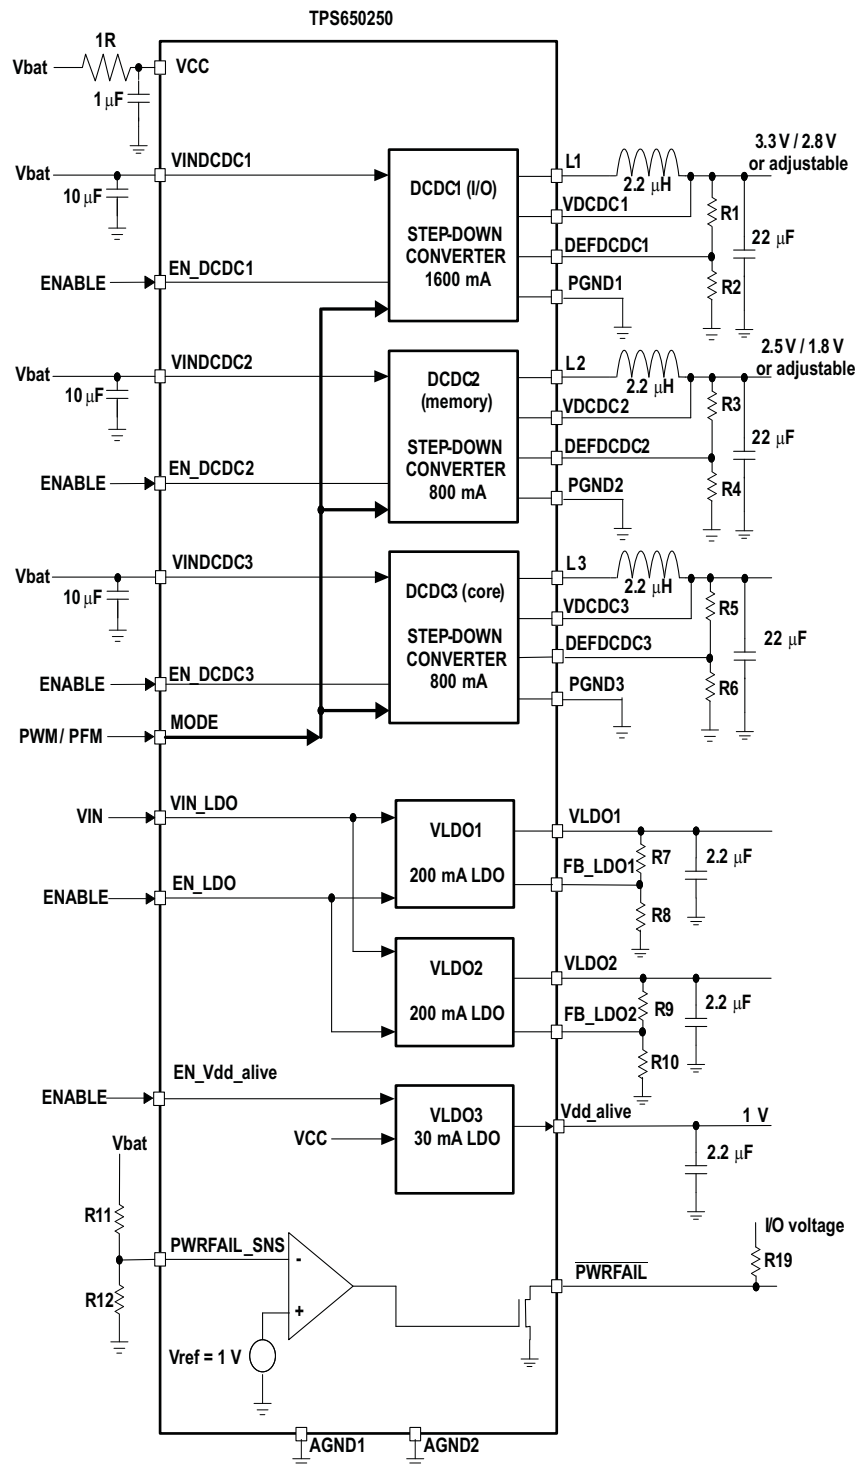 TPS650250
1R
Vbat
VCC
1 μF
Vbat
VINDCDC1
10 μF
ENABLE
EN_DCDC1
DCDC1 (I/O)
STEP-DOWN
CONVERTER
1600 mA
L1
2.2 μH
3.3 V / 2.8 V
or adjustable
VDCDC1
R1
22 μF
DEFDCDC1
R2
PGND1
Vbat
VINDCDC2
10 μF
ENABLE
EN_DCDC2
DCDC2
(memory)
STEP-DOWN
CONVERTER
800 mA
L2
2.2 μH
2.5 V / 1.8 V
or adjustable
VDCDC2
R3
22 μF
DEFDCDC2
R4
PGND2
Vbat
VINDCDC3
10 μF
ENABLE
EN_DCDC3
DCDC3 (core)
STEP-DOWN
CONVERTER
800 mA
L3
2.2 μH
VDCDC3
R5
22 μF
DEFDCDC3
R6
PGND3
PWM/ PFM
MODE
VIN
VIN_LDO
VLDO1
200 mA LDO
VLDO1
R7
2.2 μF
FB_LDO1
R8
ENABLE
EN_LDO
VLDO2
200 mA LDO
VLDO2
R9
2.2 μF
FB_LDO2
R10
ENABLE
EN_Vdd_alive
VCC
VLDO3
30 mA LDO
Vdd_alive
1 V
2.2 μF
Vbat
R11
PWRFAIL_SNS
R12
-
+
Vref = 1 V
PWRFAIL
I/O voltage
R19
AGND1
AGND2